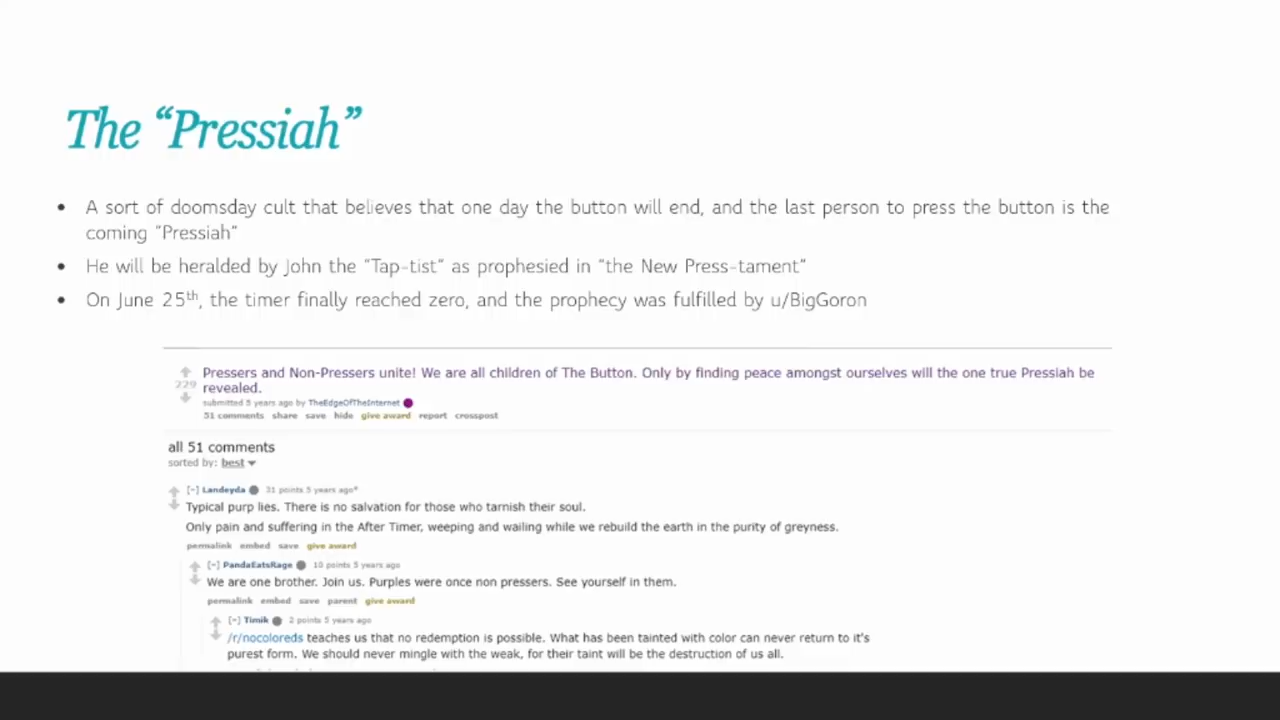 The “Pressiah”
• A sort of doomsday cult that believes that one day the button will end, and the last person to press the button is the
coming “Pressiah”
• He will be heralded by John the “Tap-tist” as prophesied in “the New Press-tament”
• On June 25th, the timer finally reached zero, and the prophecy was fulfilled by u/BigGoron
Pressers and Non-Pressers unite! We are all children of The Button. Only by finding peace amongst ourselves will the one true Pressiah be
229 revealed.
submitted 5 years ago by TheEdgeOfTheInternet
51 comments share save hide give award report crosspost
all 51 comments
sorted by: best
[-] Landeyda 31 points 5 years ago*
Typical purp lies. There is no salvation for those who tarnish their soul.
Only pain and suffering in the After Timer, weeping and wailing while we rebuild the earth in the purity of greyness.
permalink embed save give award
[-] PandaEatsRage 10 points 5 years ago
We are one brother. Join us. Purples were once non pressers. See yourself in them.
permalink embed save parent give award
[-] Timik 2 points 5 years ago
/r/nocoloreds teaches us that no redemption is possible. What has been tainted with color can never return to it's
purest form. We should never mingle with the weak, for their taint will be the destruction of us all.